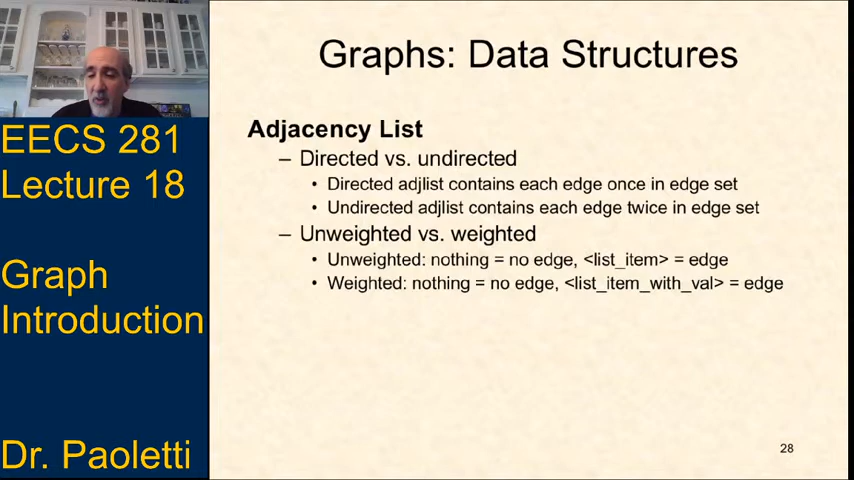 Graphs: Data Structures
EECS 281
Lecture 18
Graph
Introduction
Dr. Paoletti
Adjacency List
– Directed vs. undirected
• Directed adjlist contains each edge once in edge set
• Undirected adjlist contains each edge twice in edge set
– Unweighted vs. weighted
• Unweighted: nothing = no edge, <list_item> = edge
• Weighted: nothing = no edge, <list_item_with_val> = edge
28